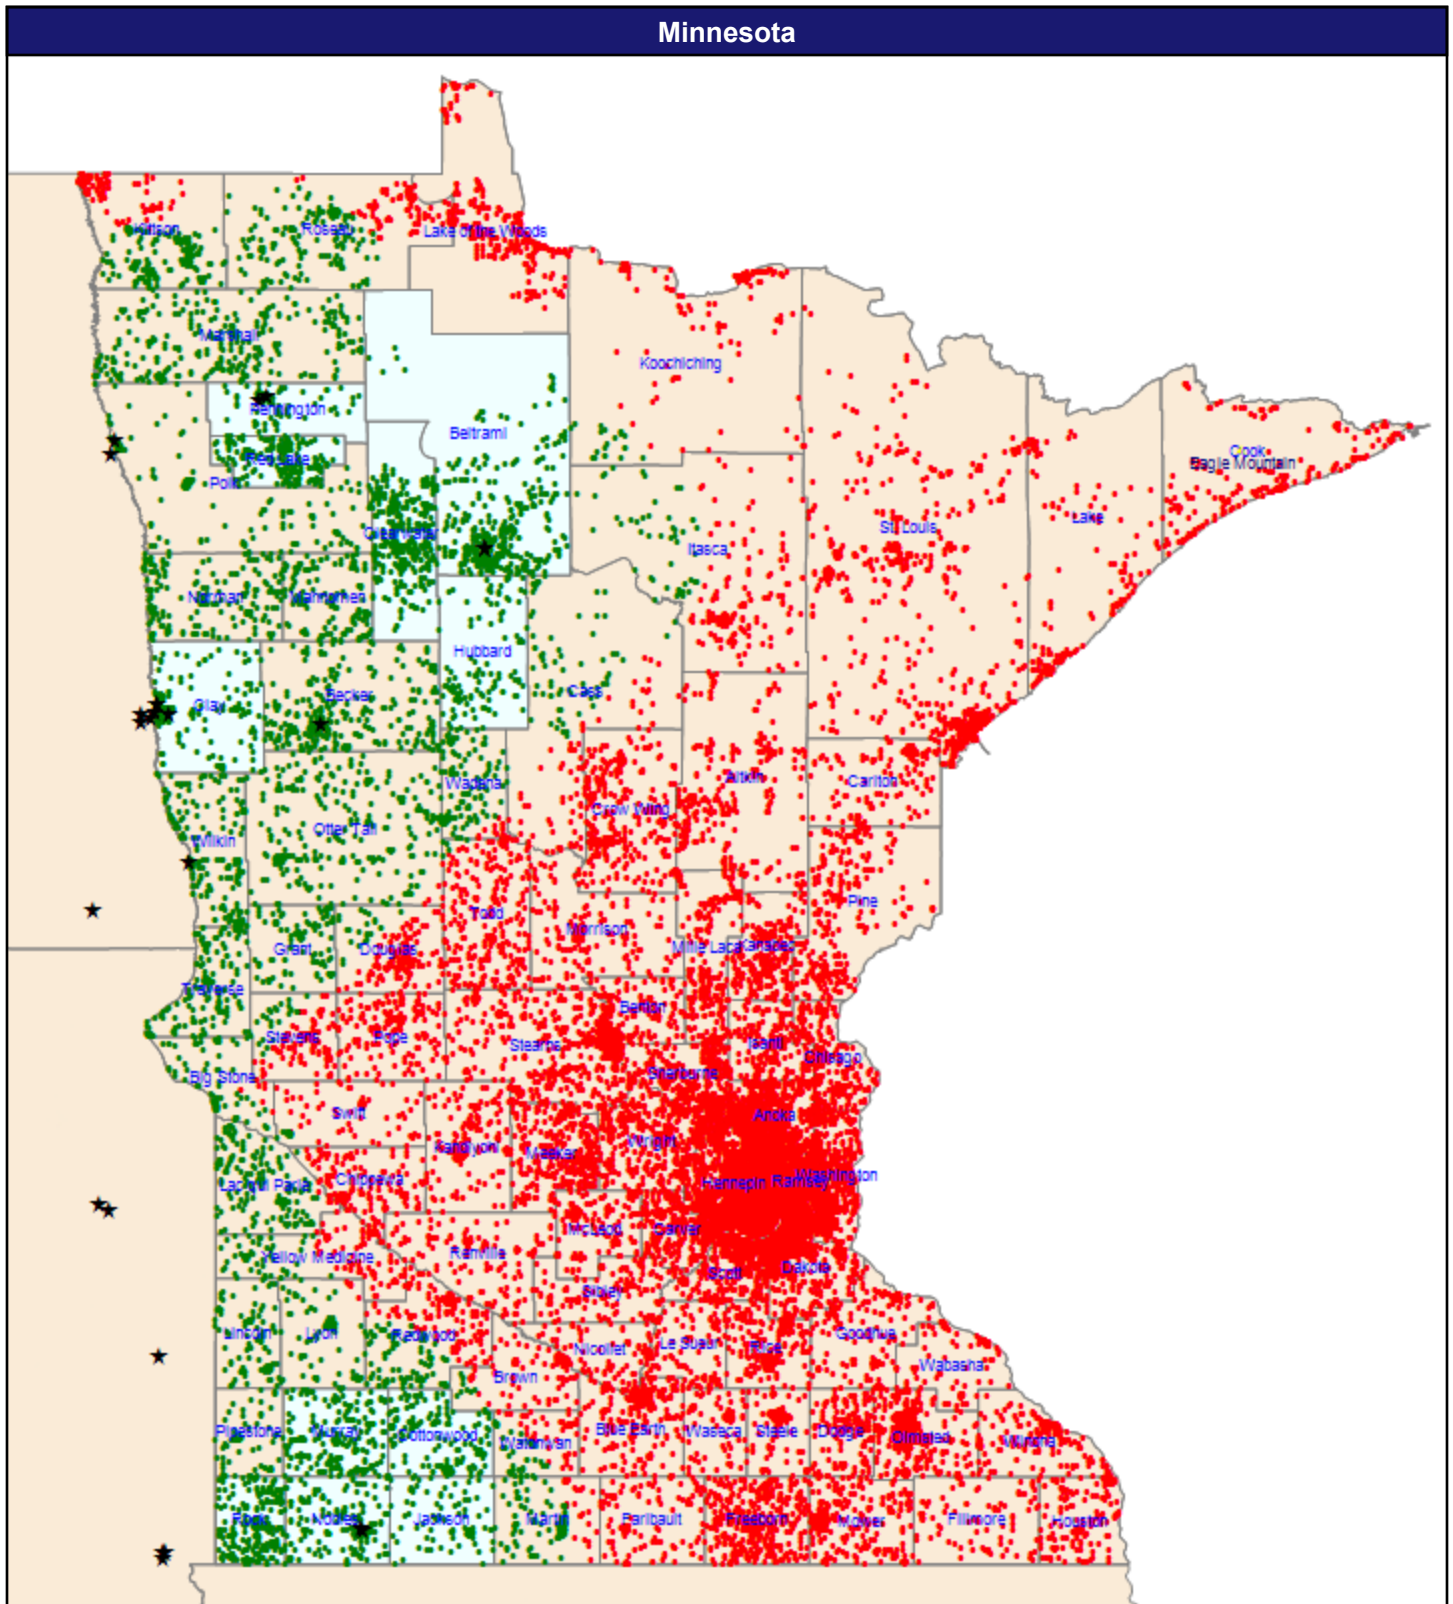 Minnesota
Kittson
Roseau
Lake of the Woods
Marshall
Koochiching
Pennington
Beltrami
Red Lake
Polk
Cook
Eagle Mountain
Clearwater
St. Louis
Lake
Itasca
Norman
Mahnomen
Hubbard
Clay
Becker
Cass
Wadena
Aitkin
Carlton
Crow Wing
Otter Tail
Wilkin
Pine
Todd
Morrison
Grant
Douglas
Mille Lacs
Kanabec
Traverse
Benton
Stevens
Pope
Stearns
Isanti
Chisago
Big Stone
Sherburne
Swift
Anoka
Kandiyohi
Meeker
Wright
Lac qui Parle
Chippewa
Hennepin
Ramsey
Washington
McLeod
Carver
Yellow Medicine
Renville
Scott
Dakota
Sibley
Lincoln
Lyon
Redwood
Nicollet
Le Sueur
Rice
Goodhue
Wabasha
Brown
Pipestone
Murray
Cottonwood
Watonwan
Blue Earth
Waseca
Steele
Dodge
Olmsted
Winona
Rock
Nobles
Jackson
Martin
Faribault
Freeborn
Mower
Fillmore
Houston